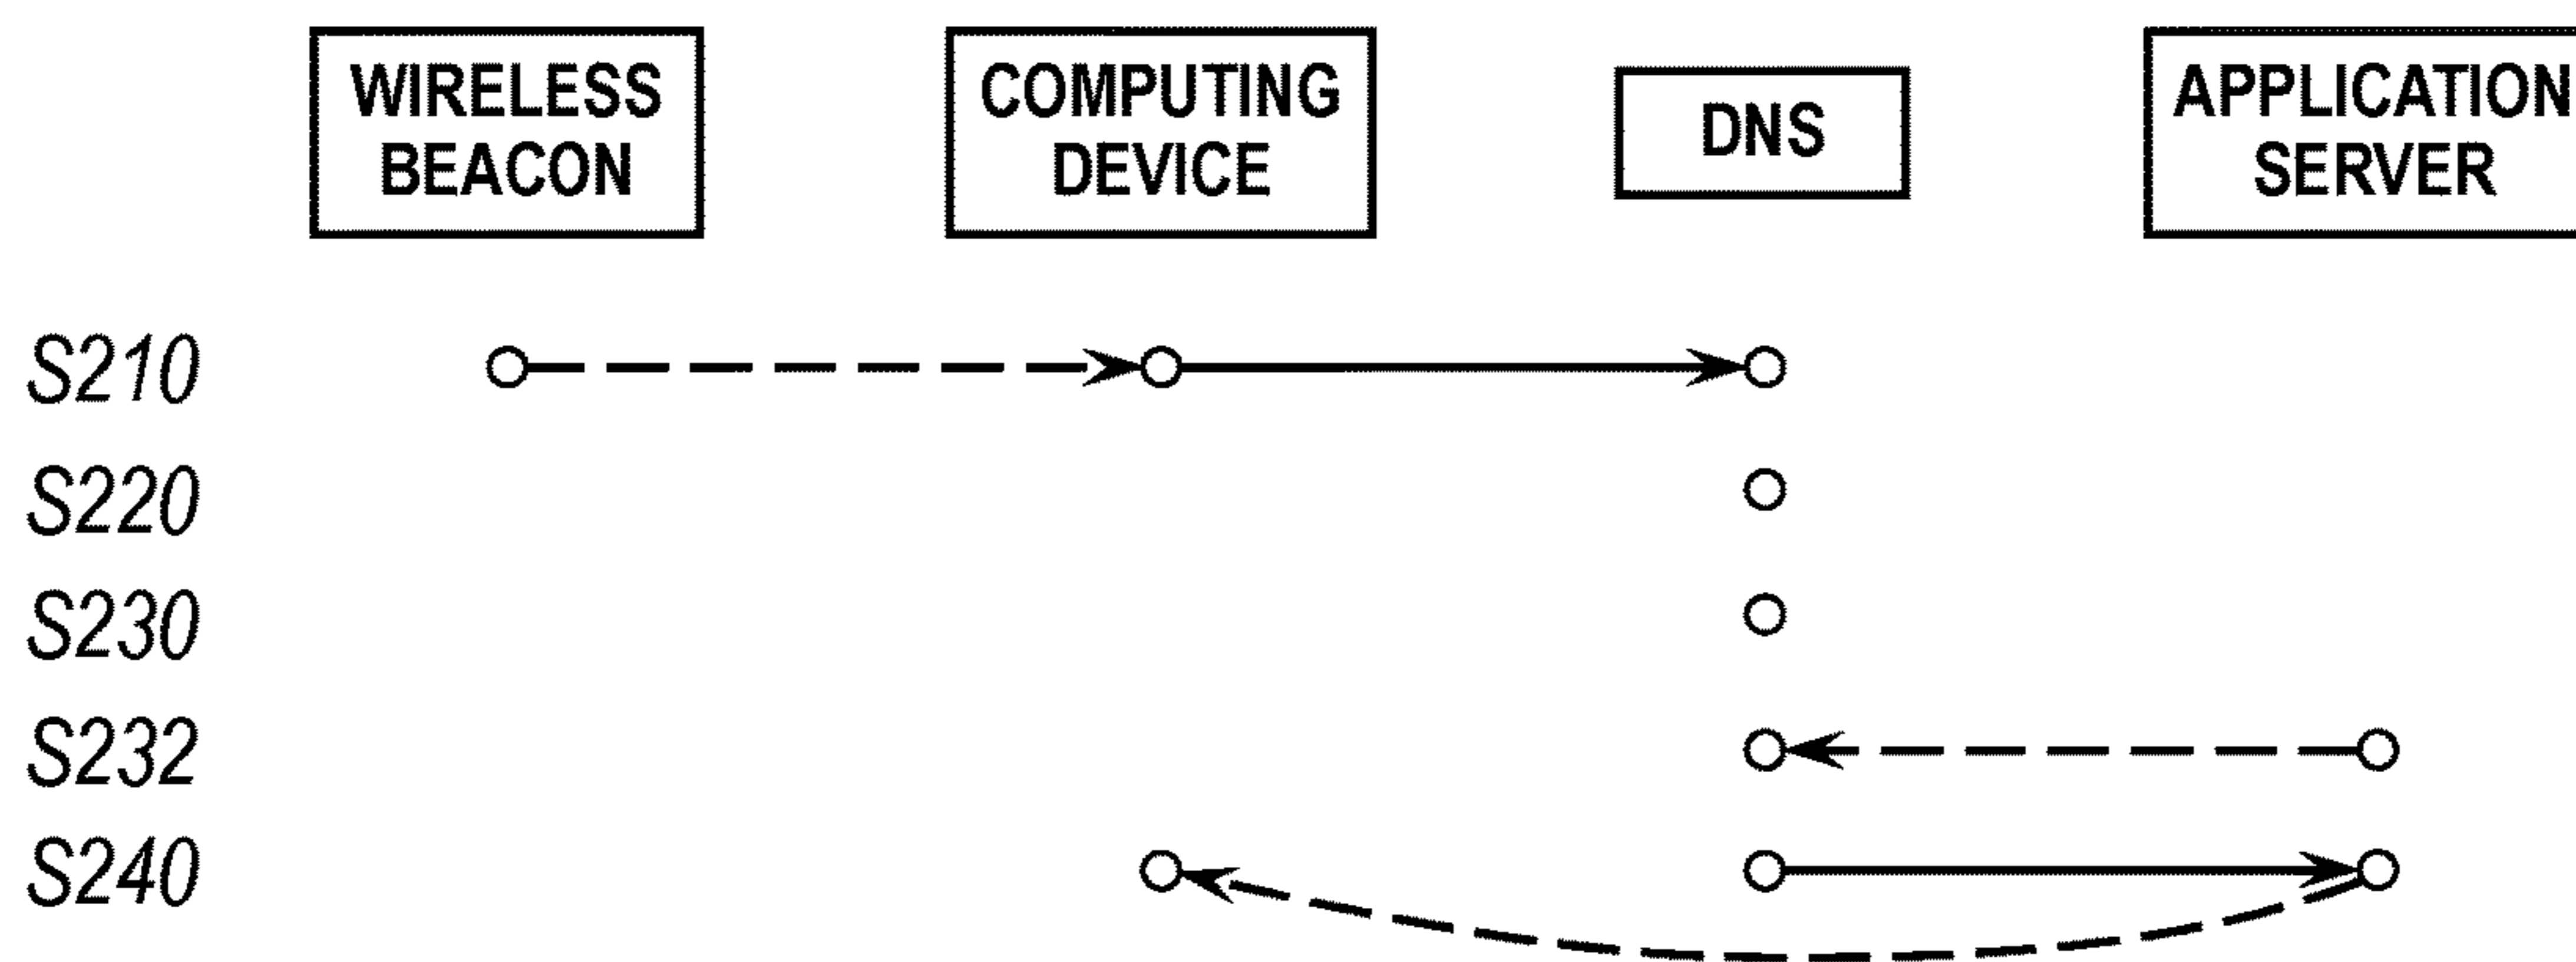 WIRELESS
BEACON
COMPUTING
DEVICE
DNS
APPLICATION
SERVER
S210
S220
S230
S232
S240